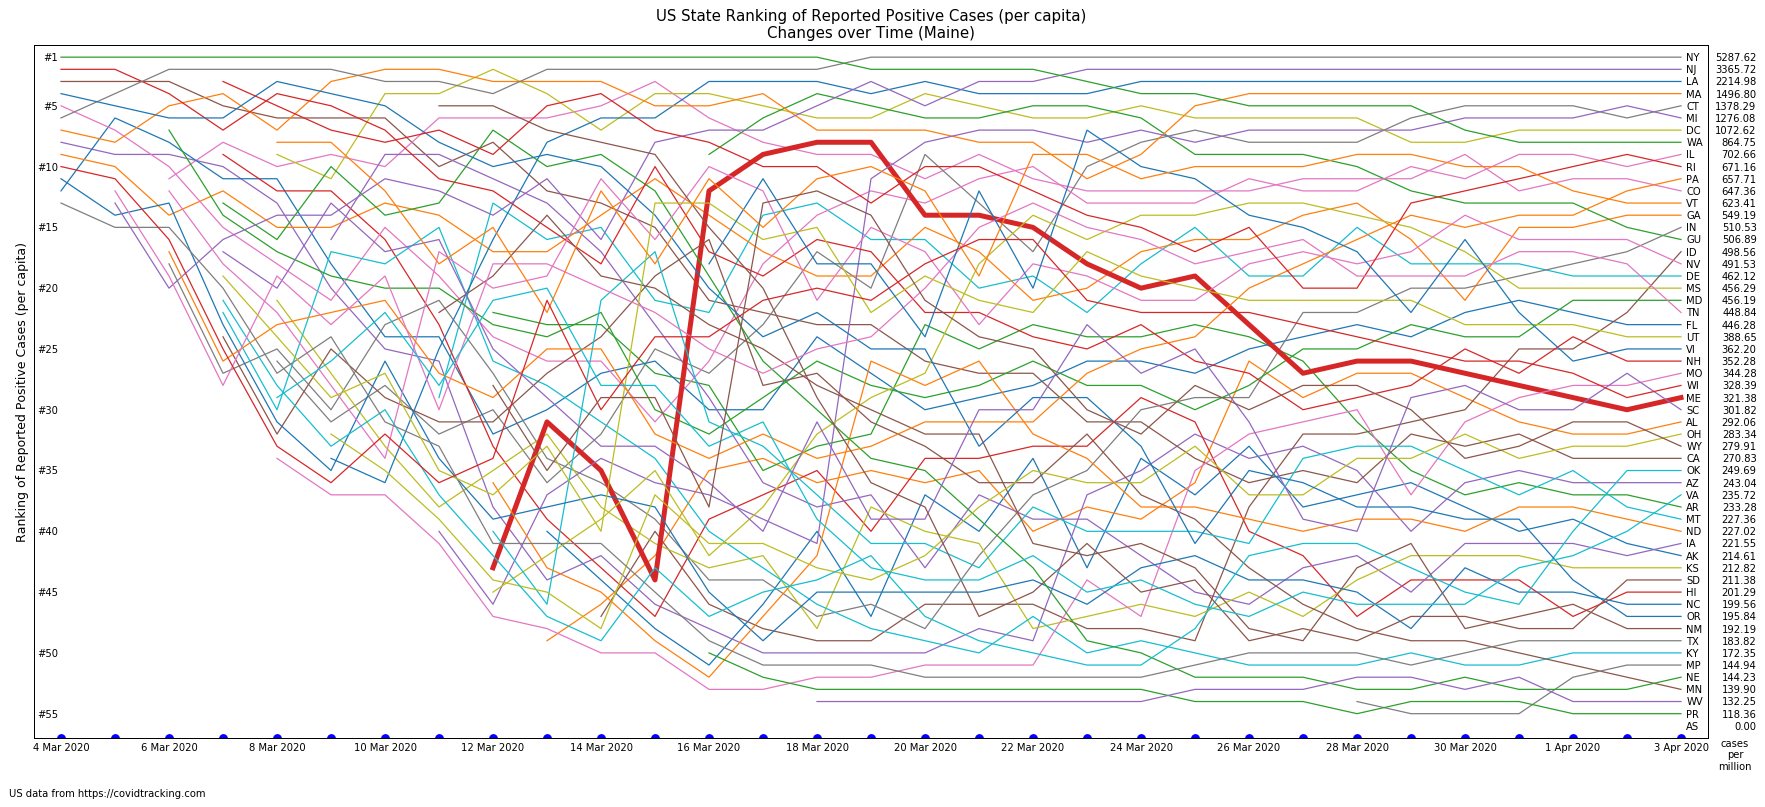 US State Ranking of Reported Positive Cases (per capita)
Changes over Time (Maine)
Ranking of Reported Positive Cases (per capita)
#1
#5
#10
#15
#20
#25
#30
#35
#40
#45
#50
#55
NY 5287.62
NJ 3365.72
LA 2214.98
MA 1496.80
CT 1378.29
MI 1276.08
DC 1072.62
WA 864.75
IL 702.66
RI 671.16
PA 657.71
CO 647.36
VT 623.41
GA 549.19
IN 510.53
GU 506.89
ID 498.56
NV 491.53
DE 462.12
MS 456.29
MD 456.19
TN 448.84
FL 446.28
UT 388.65
VI 362.20
NH 352.28
MO 344.28
WI 328.39
ME 321.38
SC 301.82
AL 292.06
OH 283.34
WY 279.91
CA 270.83
OK 249.69
AZ 243.04
VA 235.72
AR 233.28
MT 227.36
ND 227.02
IA 221.55
AK 214.61
KS 212.82
SD 211.38
HI 201.29
NC 199.56
OR 195.84
NM 192.19
TX 183.82
KY 172.35
MP 144.94
NE 144.23
MN 139.90
WV 132.25
PR 118.36
AS 0.00
4 Mar 2020 6 Mar 2020 8 Mar 2020 10 Mar 2020 12 Mar 2020 14 Mar 2020 16 Mar 2020 18 Mar 2020 20 Mar 2020 22 Mar 2020 24 Mar 2020 26 Mar 2020 28 Mar 2020 30 Mar 2020 1 Apr 2020 3 Apr 2020
cases
per
million
US data from https://covidtracking.com